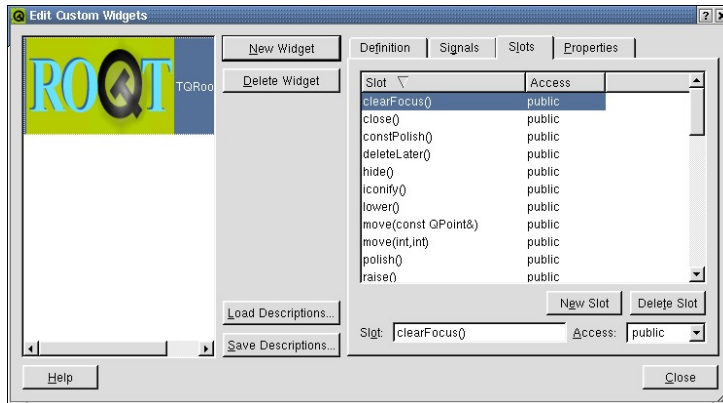 Edit Custom Widgets
ROQT
TQRoo
New Widget
Delete Widget
Load Descriptions...
Save Descriptions...
Definition
Signals
Slots
Properties
Slot
Access
clearFocus() public
close() public
constPolish() public
deleteLater() public
hide() public
iconify() public
lower() public
move(const QPoint&) public
move(int,int) public
polish() public
raise() public
New Slot
Delete Slot
Slot: clearFocus()
Access: public
Help
Close